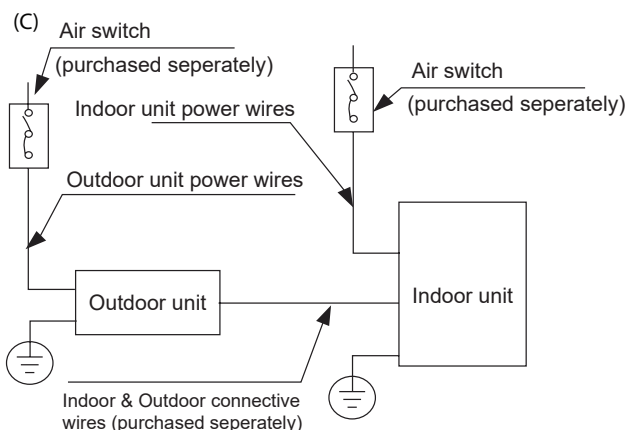 (C)
Air switch
(purchased seperately)
Air switch
(purchased seperately)
Indoor unit power wires
Outdoor unit power wires
Outdoor unit
Indoor unit
Indoor & Outdoor connective
wires (purchased seperately)